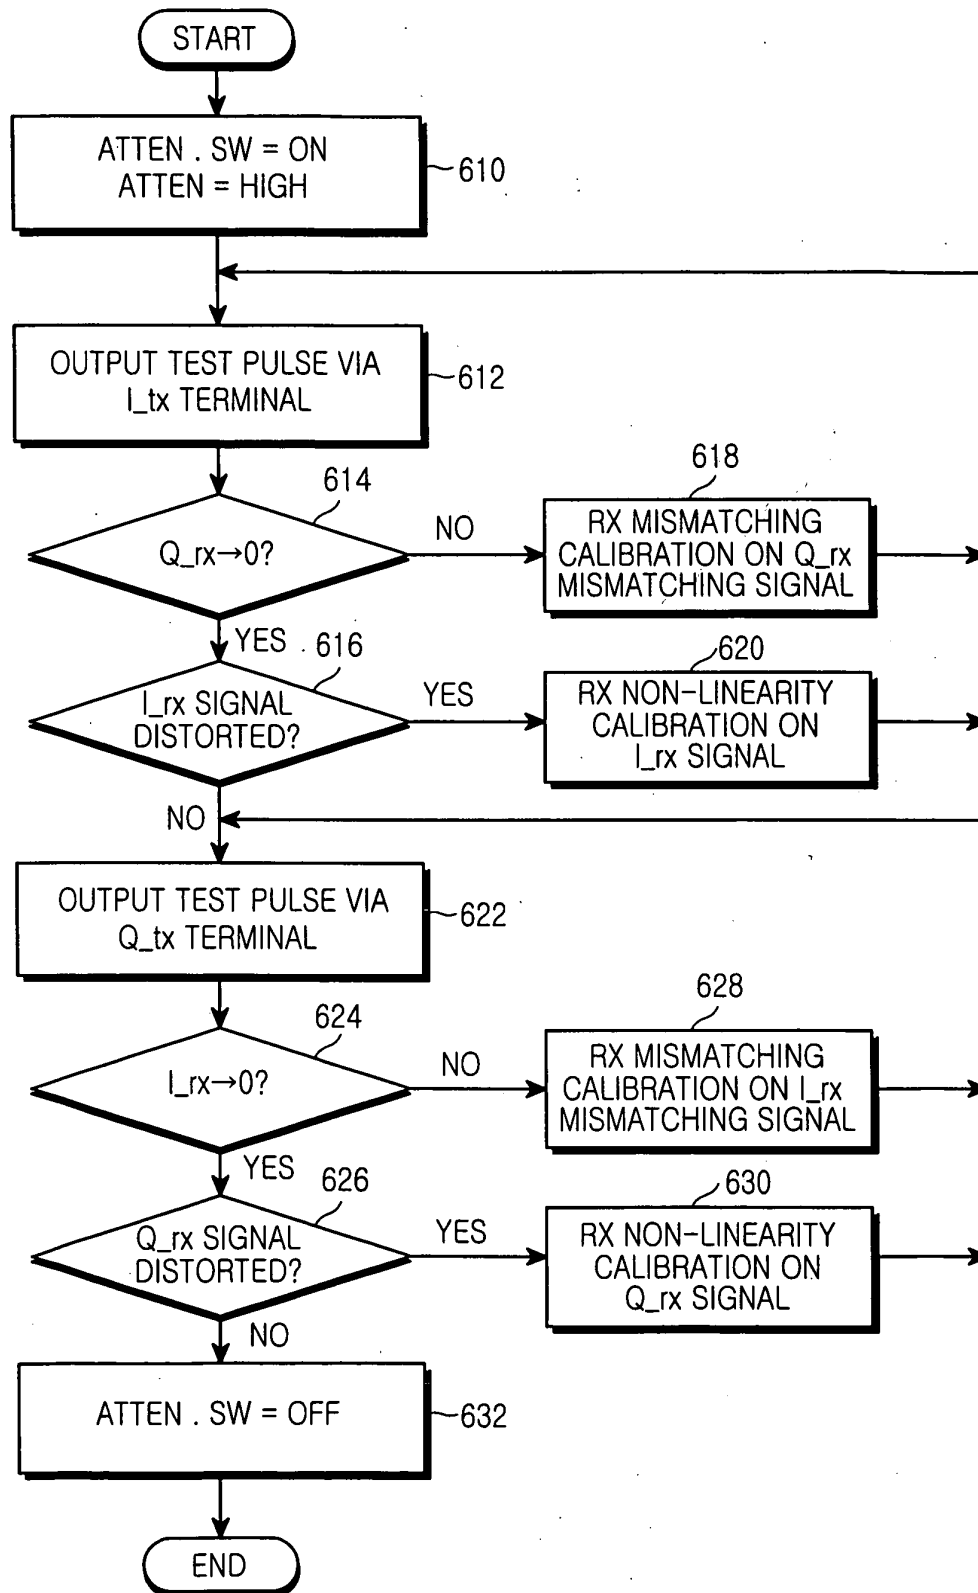 START
ATTEN . SW = ON
ATTEN = HIGH
610
OUTPUT TEST PULSE VIA
I_tx TERMINAL
612
614
Q_rx→0?
NO
618
RX MISMATCHING
CALIBRATION ON Q_rx
MISMATCHING SIGNAL
YES
616
I_rx SIGNAL
DISTORTED?
YES
620
RX NON-LINEARITY
CALIBRATION ON
I_rx SIGNAL
NO
OUTPUT TEST PULSE VIA
Q_tx TERMINAL
622
624
I_rx→0?
NO
628
RX MISMATCHING
CALIBRATION ON I_rx
MISMATCHING SIGNAL
YES
626
Q_rx SIGNAL
DISTORTED?
YES
630
RX NON-LINEARITY
CALIBRATION ON
Q_rx SIGNAL
NO
ATTEN . SW = OFF
632
END